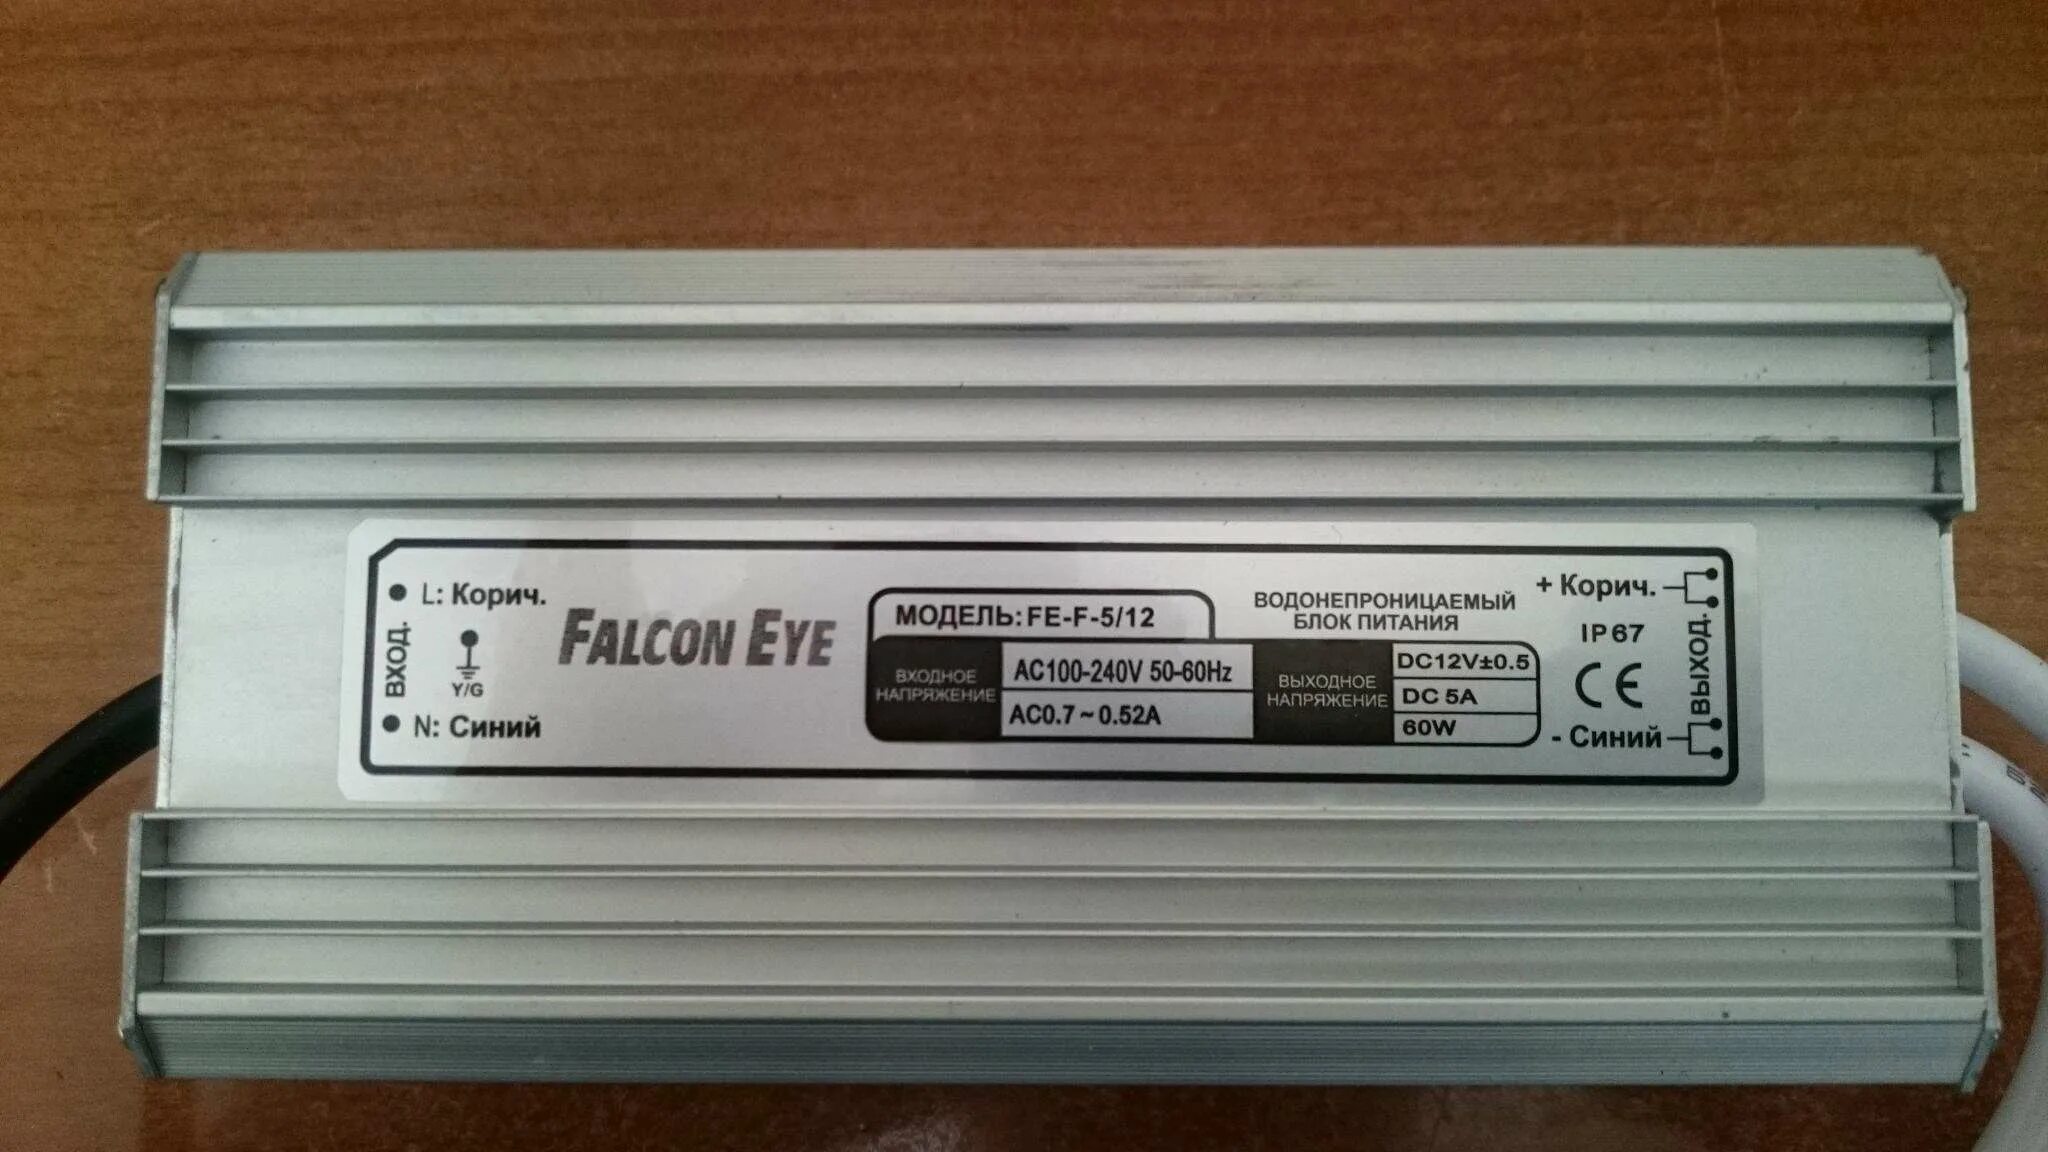 L: Корич.
ВХОД.
Y/G
N: Синий
FALCON EYE
МОДЕЛЬ: FE-F-5/12
ВХОДНОЕ
НАПРЯЖЕНИЕ
AC100-240V 50-60Hz
AC0.7 ~ 0.52A
ВОДОНЕПРОНИЦАЕМЫЙ
БЛОК ПИТАНИЯ
ВЫХОДНОЕ
НАПРЯЖЕНИЕ
DC12V±0.5
DC 5A
60W
+ Корич.
IP67
CE
- Синий
ВЫХОД.